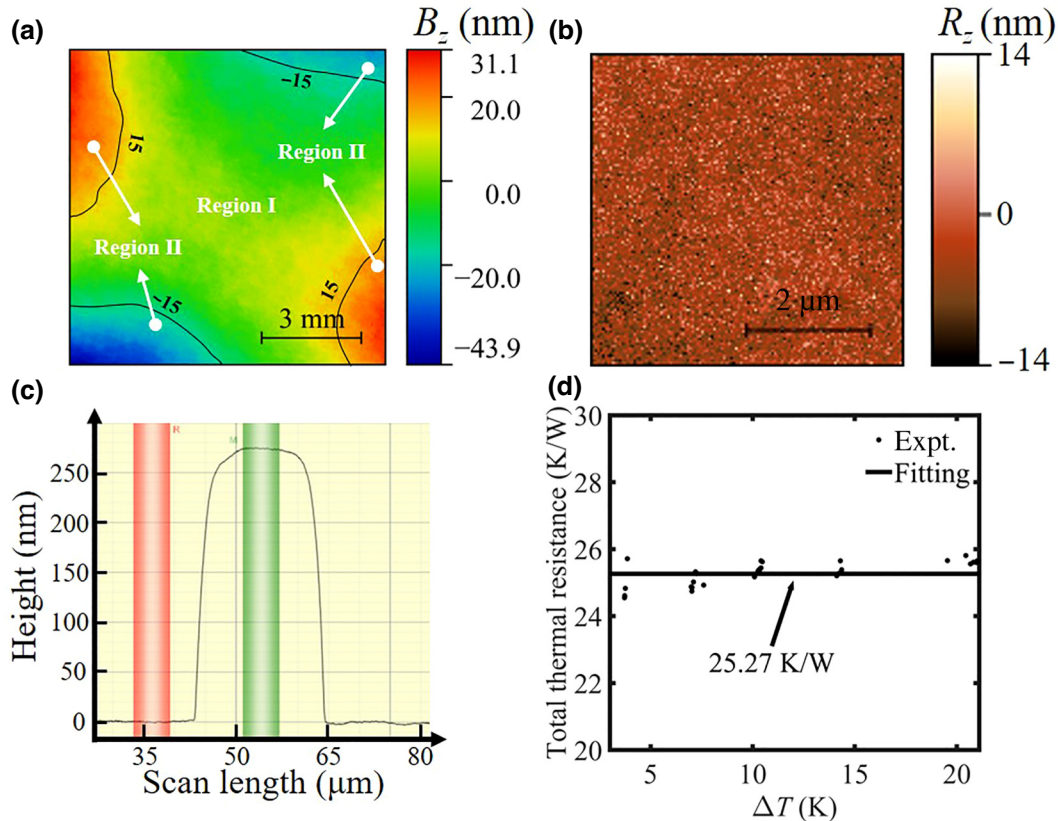 (a)
B_z (nm)
31.1
20.0
0.0
−20.0
−43.9
−15
15
Region II
Region I
Region II
−15
15
3 mm
(b)
R_z (nm)
14
0
−14
2 μm
(c)
Height (nm)
250
200
150
100
50
0
R
M
35
50
65
80
Scan length (μm)
(d)
Total thermal resistance (K/W)
30
28
26
24
22
20
Expt.
Fitting
25.27 K/W
5
10
15
20
ΔT (K)